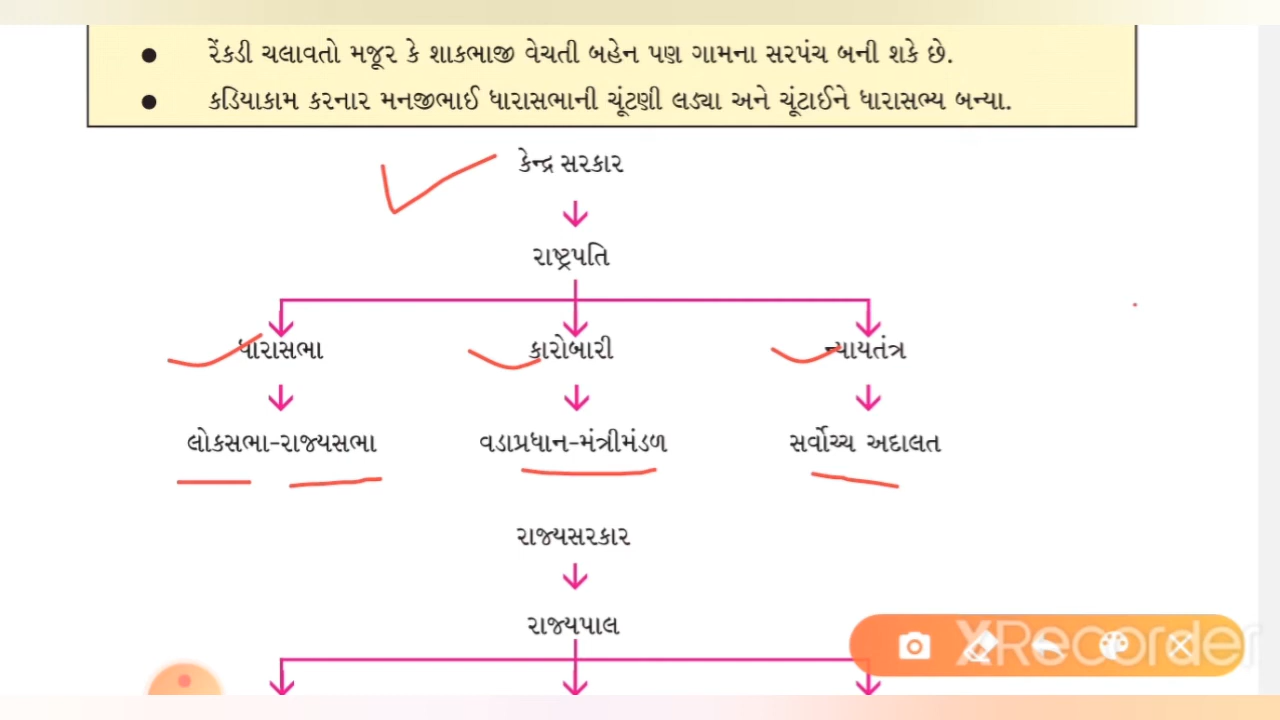 ● રેંકડી ચલાવતો મજૂર કે શાકભાજી વેચતી બહેન પણ ગામના સરપંચ બની શકે છે.
● કડિયાકામ કરનાર મનજીભાઈ ધારાસભાની ચૂંટણી લડ્યા અને ચૂંટાઈને ધારાસભ્ય બન્યા.
કેન્દ્ર સરકાર
રાષ્ટ્રપતિ
ધારાસભા કારોબારી ન્યાયતંત્ર
લોકસભા-રાજ્યસભા વડાપ્રધાન-મંત્રીમંડળ સર્વોચ્ચ અદાલત
રાજ્યસરકાર
રાજ્યપાલ
XRecorder